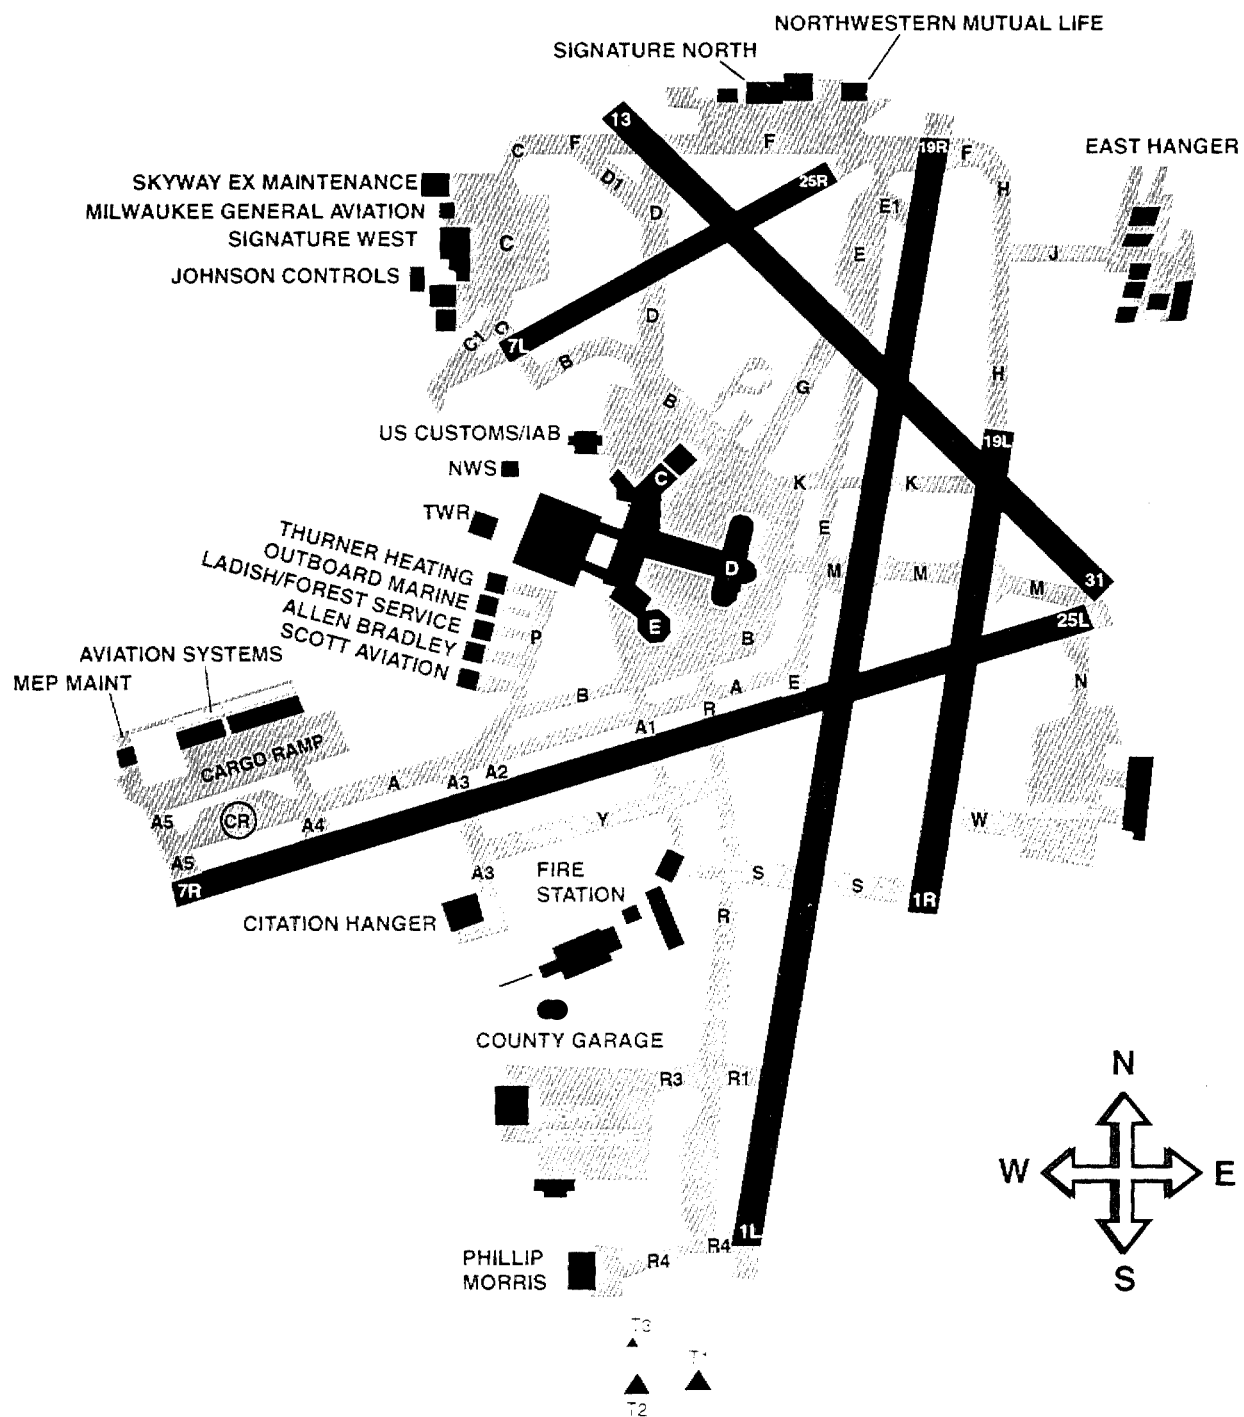 NORTHWESTERN MUTUAL LIFE
SIGNATURE NORTH
13
F
F
C
19R
F
EAST HANGER
SKYWAY EX MAINTENANCE
D1
25R
H
MILWAUKEE GENERAL AVIATION
D
E1
SIGNATURE WEST
C
E
J
JOHNSON CONTROLS
D
C
C1
7L
B
H
G
B
US CUSTOMS/IAB
19L
NWS
C
K
K
TWR
E
THURNER HEATING
OUTBOARD MARINE
LADISH/FOREST SERVICE
ALLEN BRADLEY
SCOTT AVIATION
D
M
M
M
31
P
E
B
25L
AVIATION SYSTEMS
MEP MAINT
B
A
E
N
R
A1
CARGO RAMP
A
A3
A2
A5
CR
A4
Y
W
A5
7R
A3
FIRE
STATION
S
S
1R
CITATION HANGER
R
COUNTY GARAGE
R3
R1
N
W
E
S
1L
R4
R4
PHILLIP
MORRIS
T3
T1
T2